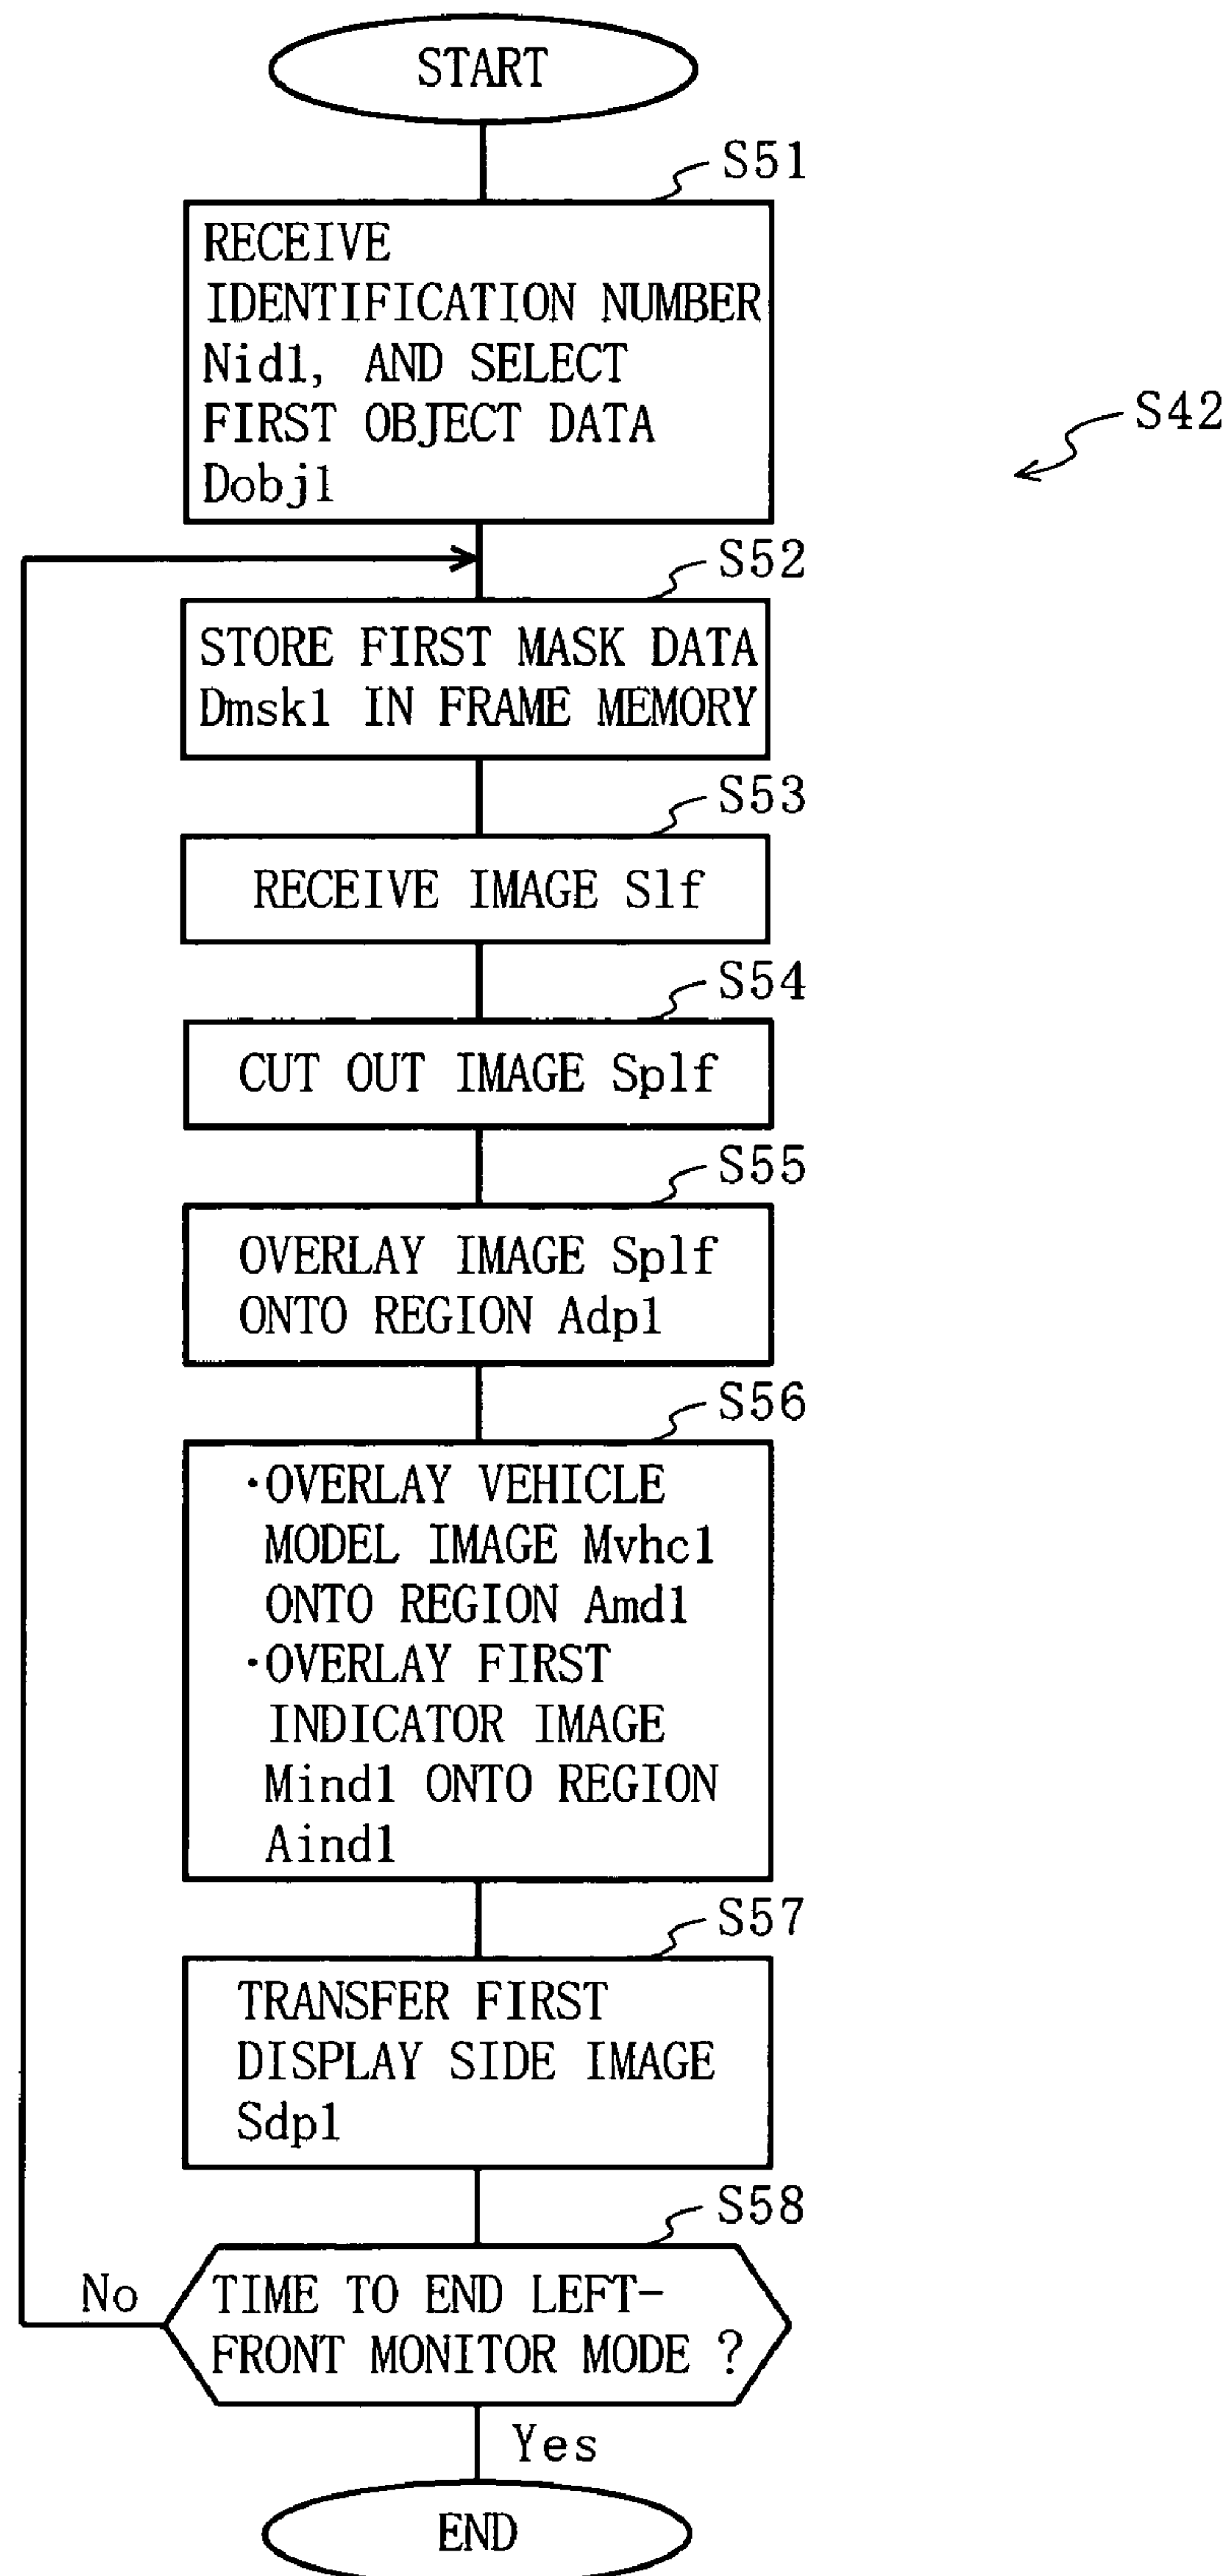 START
S51
RECEIVE
IDENTIFICATION NUMBER
Nid1, AND SELECT
FIRST OBJECT DATA
Dobj1
S42
S52
STORE FIRST MASK DATA
Dmsk1 IN FRAME MEMORY
S53
RECEIVE IMAGE Slf
S54
CUT OUT IMAGE Splf
S55
OVERLAY IMAGE Splf
ONTO REGION Adp1
S56
·OVERLAY VEHICLE
MODEL IMAGE Mvhc1
ONTO REGION Amd1
·OVERLAY FIRST
INDICATOR IMAGE
Mind1 ONTO REGION
Aind1
S57
TRANSFER FIRST
DISPLAY SIDE IMAGE
Sdp1
S58
No
TIME TO END LEFT-
FRONT MONITOR MODE ?
Yes
END